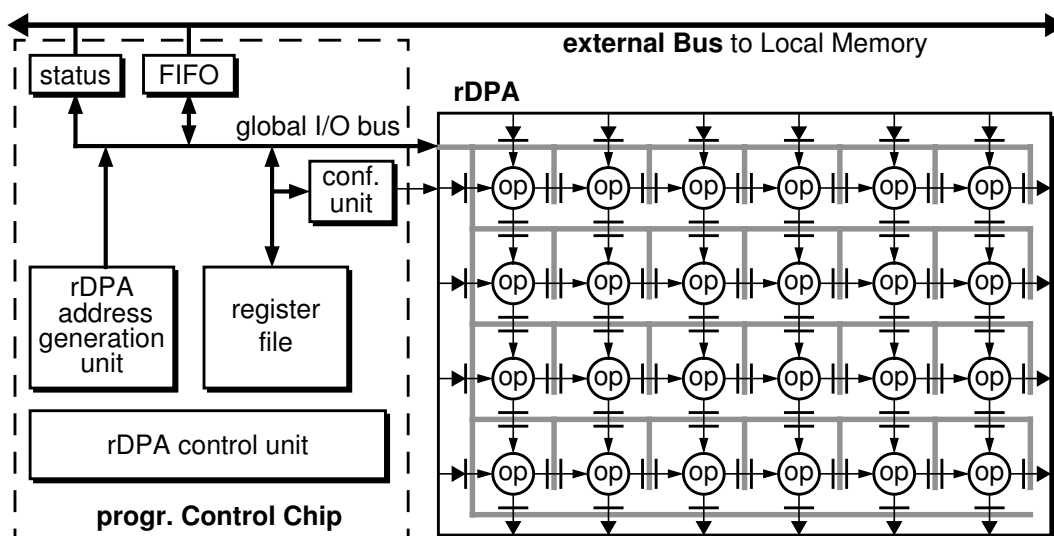 external Bus to Local Memory
status
FIFO
rDPA
global I/O bus
conf.
unit
op op op op op op
rDPA
address
generation
unit
register
file
op op op op op op
op op op op op op
rDPA control unit
op op op op op op
progr. Control Chip